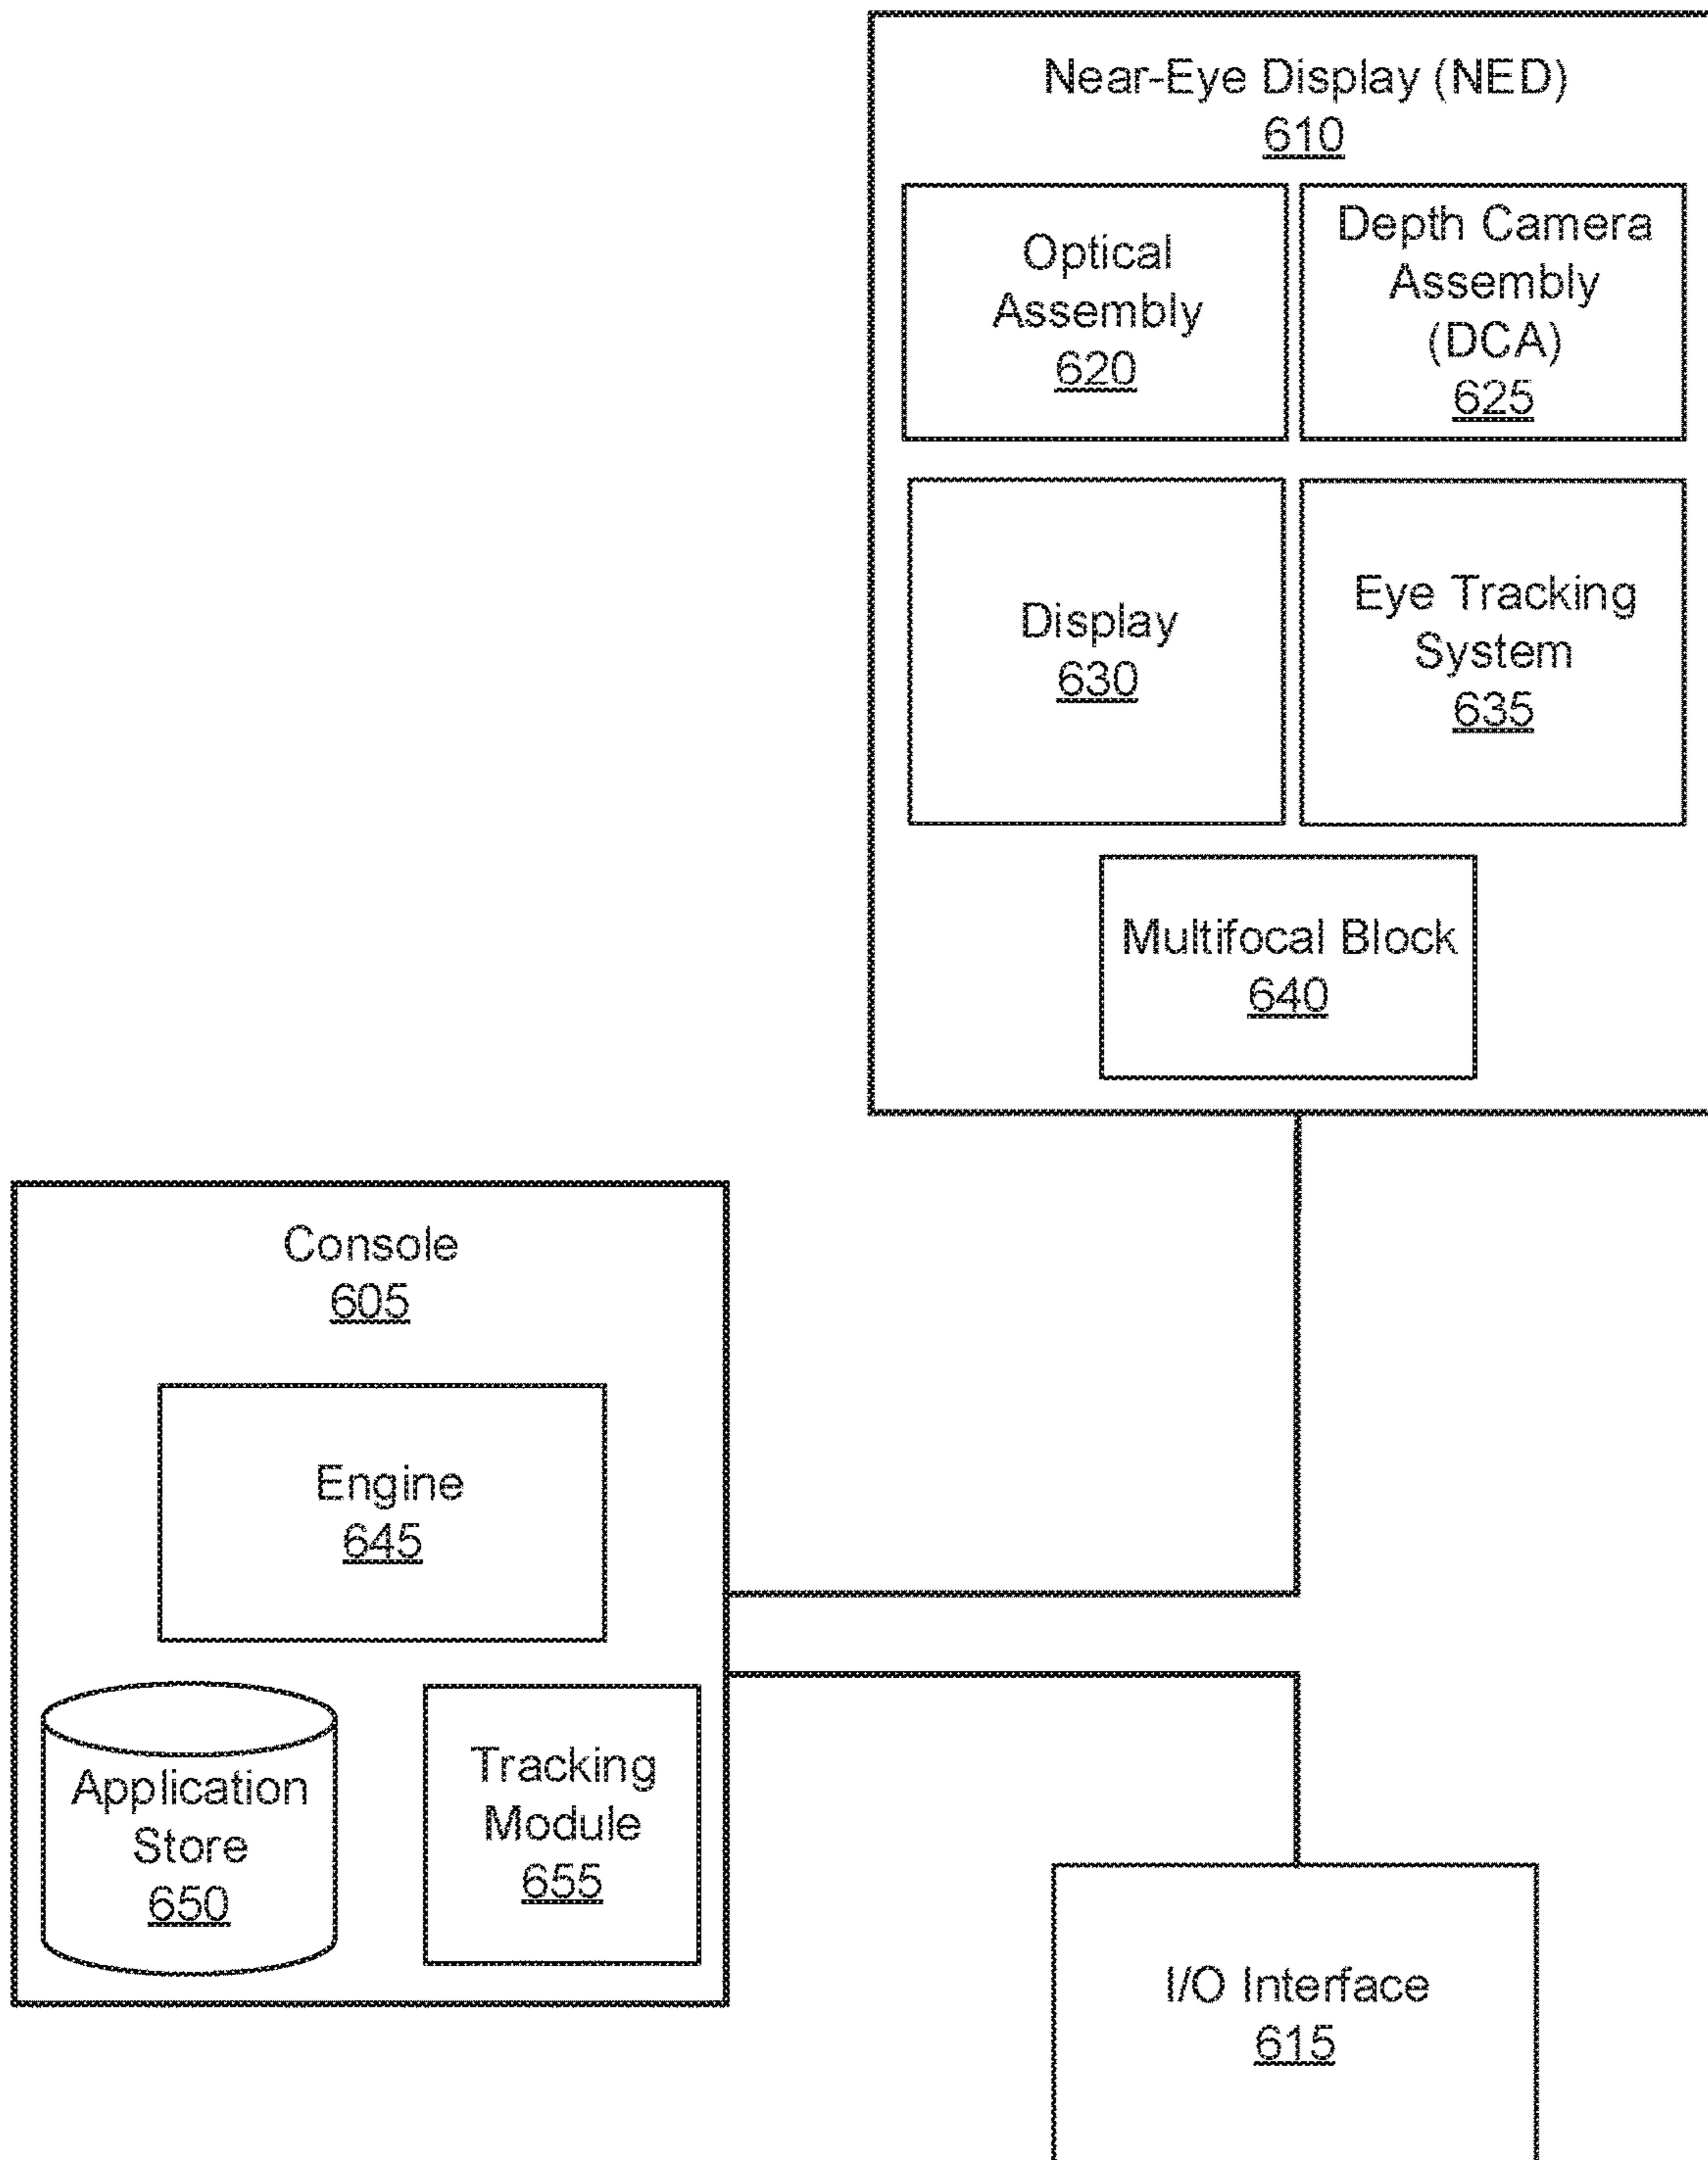 Near-Eye Display (NED)
610
Optical
Assembly
620
Depth Camera
Assembly
(DCA)
625
Display
630
Eye Tracking
System
635
Multifocal Block
640
Console
605
Engine
645
Application
Store
650
Tracking
Module
655
I/O Interface
615